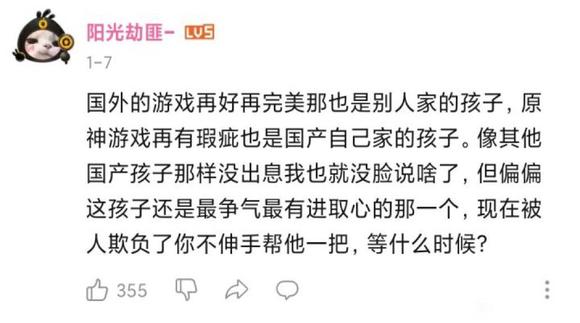 阳光劫匪- LV5
1-7
国外的游戏再好再完美那也是别人家的孩子，原
神游戏再有瑕疵也是国产自己家的孩子。像其他
国产孩子那样没出息我也就没脸说啥了，但偏偏
这孩子还是最争气最有进取心的那一个，现在被
人欺负了你不伸手帮他一把，等什么时候？
355